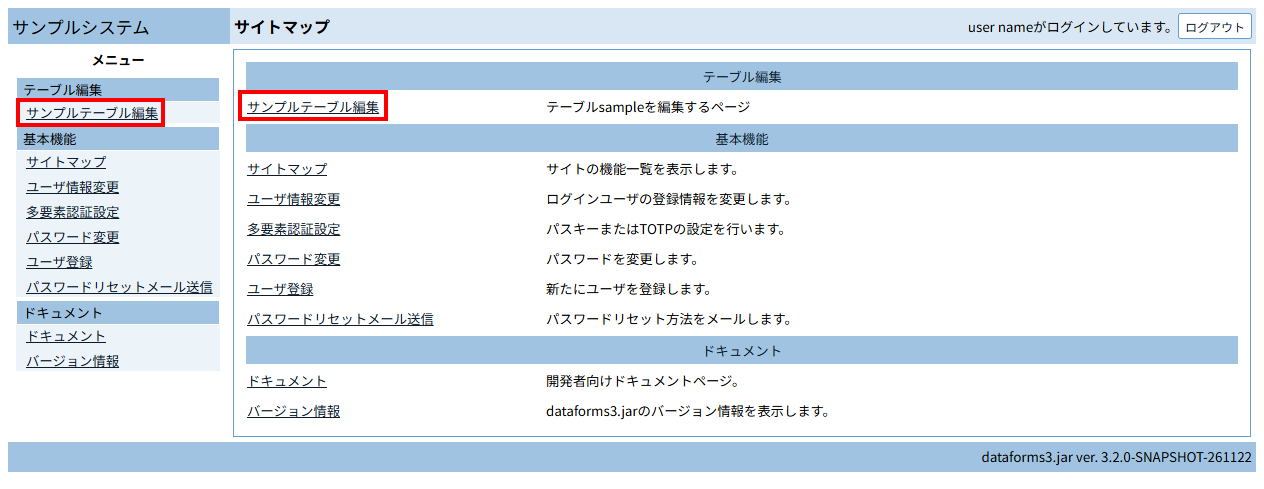 サンプルシステム
サイトマップ
user nameがログインしています。 ログアウト
メニュー
テーブル編集
サンプルテーブル編集
基本機能
サイトマップ
ユーザ情報変更
多要素認証設定
パスワード変更
ユーザ登録
パスワードリセットメール送信
ドキュメント
ドキュメント
バージョン情報
テーブル編集
サンプルテーブル編集 テーブルsampleを編集するページ
基本機能
サイトマップ サイトの機能一覧を表示します。
ユーザ情報変更 ログインユーザの登録情報を変更します。
多要素認証設定 パスキーまたはTOTPの設定を行います。
パスワード変更 パスワードを変更します。
ユーザ登録 新たにユーザを登録します。
パスワードリセットメール送信 パスワードリセット方法をメールします。
ドキュメント
ドキュメント 開発者向けドキュメントページ。
バージョン情報 dataforms3.jarのバージョン情報を表示します。
dataforms3.jar ver. 3.2.0-SNAPSHOT-261122